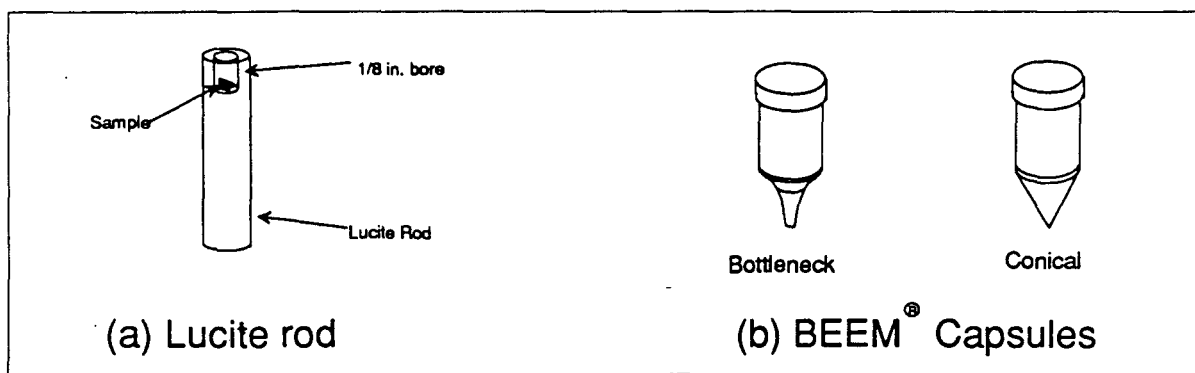 1/8 in. bore
Sample
Lucite Rod
Bottleneck
Conical
(a) Lucite rod
(b) BEEM® Capsules